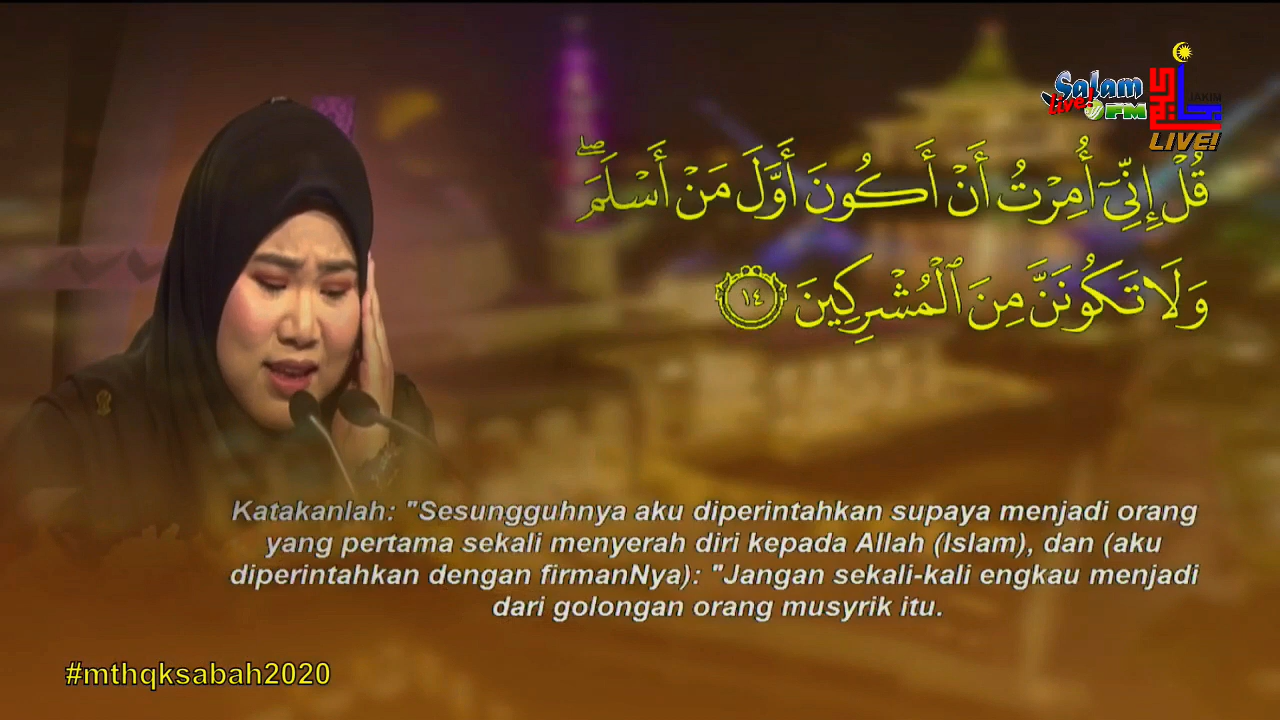 Salam
live!
FM
JAKIM
LIVE!
قُلْ إِنِّىٓ أُمِرْتُ أَنْ أَكُونَ أَوَّلَ مَنْ أَسْلَمَ ۖ
وَلَا تَكُونَنَّ مِنَ ٱلْمُشْرِكِينَ ١٤
Katakanlah: "Sesungguhnya aku diperintahkan supaya menjadi orang
yang pertama sekali menyerah diri kepada Allah (Islam), dan (aku
diperintahkan dengan firmanNya): "Jangan sekali-kali engkau menjadi
dari golongan orang musyrik itu.
#mthqksabah2020